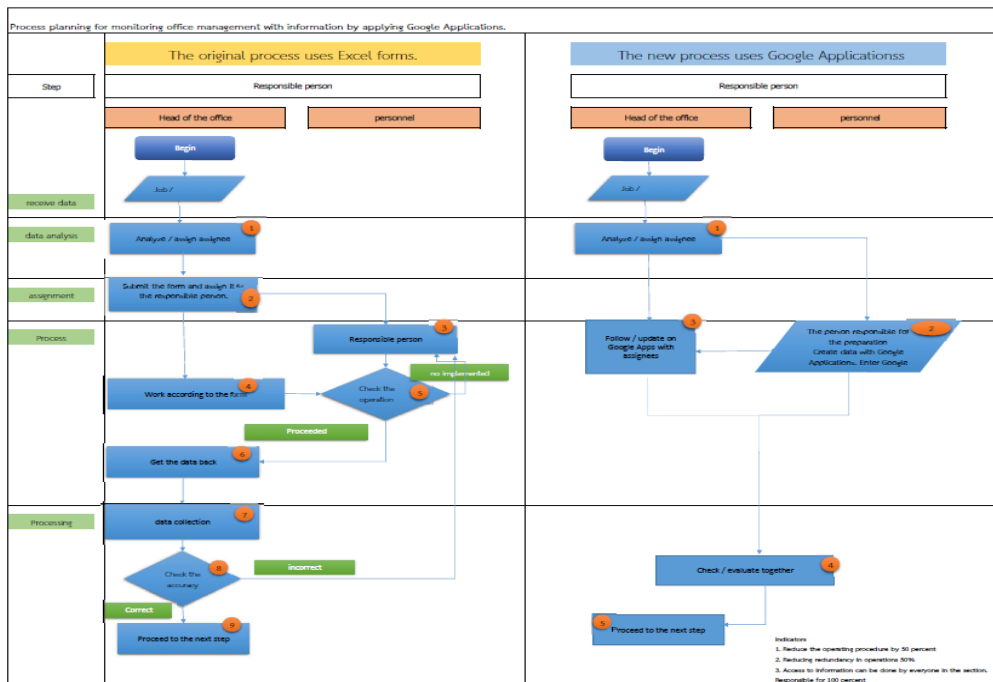 Process planning for monitoring office management with information by applying Google Applications.
The original process uses Excel forms.
The new process uses Google Applicationss
Step
Responsible person
Responsible person
Head of the office
personnel
Head of the office
personnel
Begin
Begin
Job /
Job /
receive data
data analysis
Analyze / assign assignee
1
Analyze / assign assignee
1
assignment
Submit the form and assign it to
the responsible person.
2
Process
Responsible person
3
Follow / update on
Google Apps with
assignees
3
The person responsible for
the preparation
Create data with Google
Applications. Enter Google
2
no implemented
Work according to the form
4
Check the
operation
5
Proceeded
Get the data back
6
Processing
data collection
7
Check the
accuracy
8
incorrect
Check / evaluate together
4
Correct
Proceed to the next step
9
Proceed to the next step
5
Indicators
1. Reduce the operating procedure by 30 percent
2. Reducing redundancy in operations 50%
3. Access to information can be done by everyone in the section.
Responsible for 100 percent